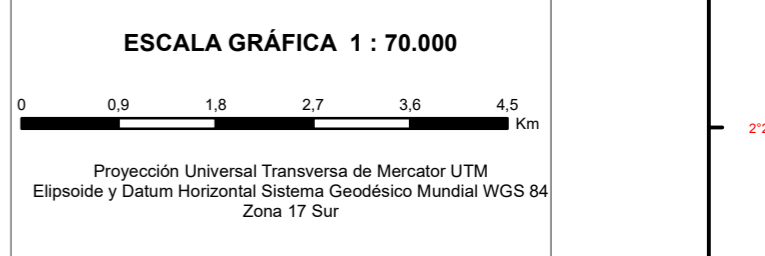 ESCALA GRÁFICA 1 : 70.000
0 0,9 1,8 2,7 3,6 4,5
Km
Proyección Universal Transversa de Mercator UTM
Elipsoide y Datum Horizontal Sistema Geodésico Mundial WGS 84
Zona 17 Sur